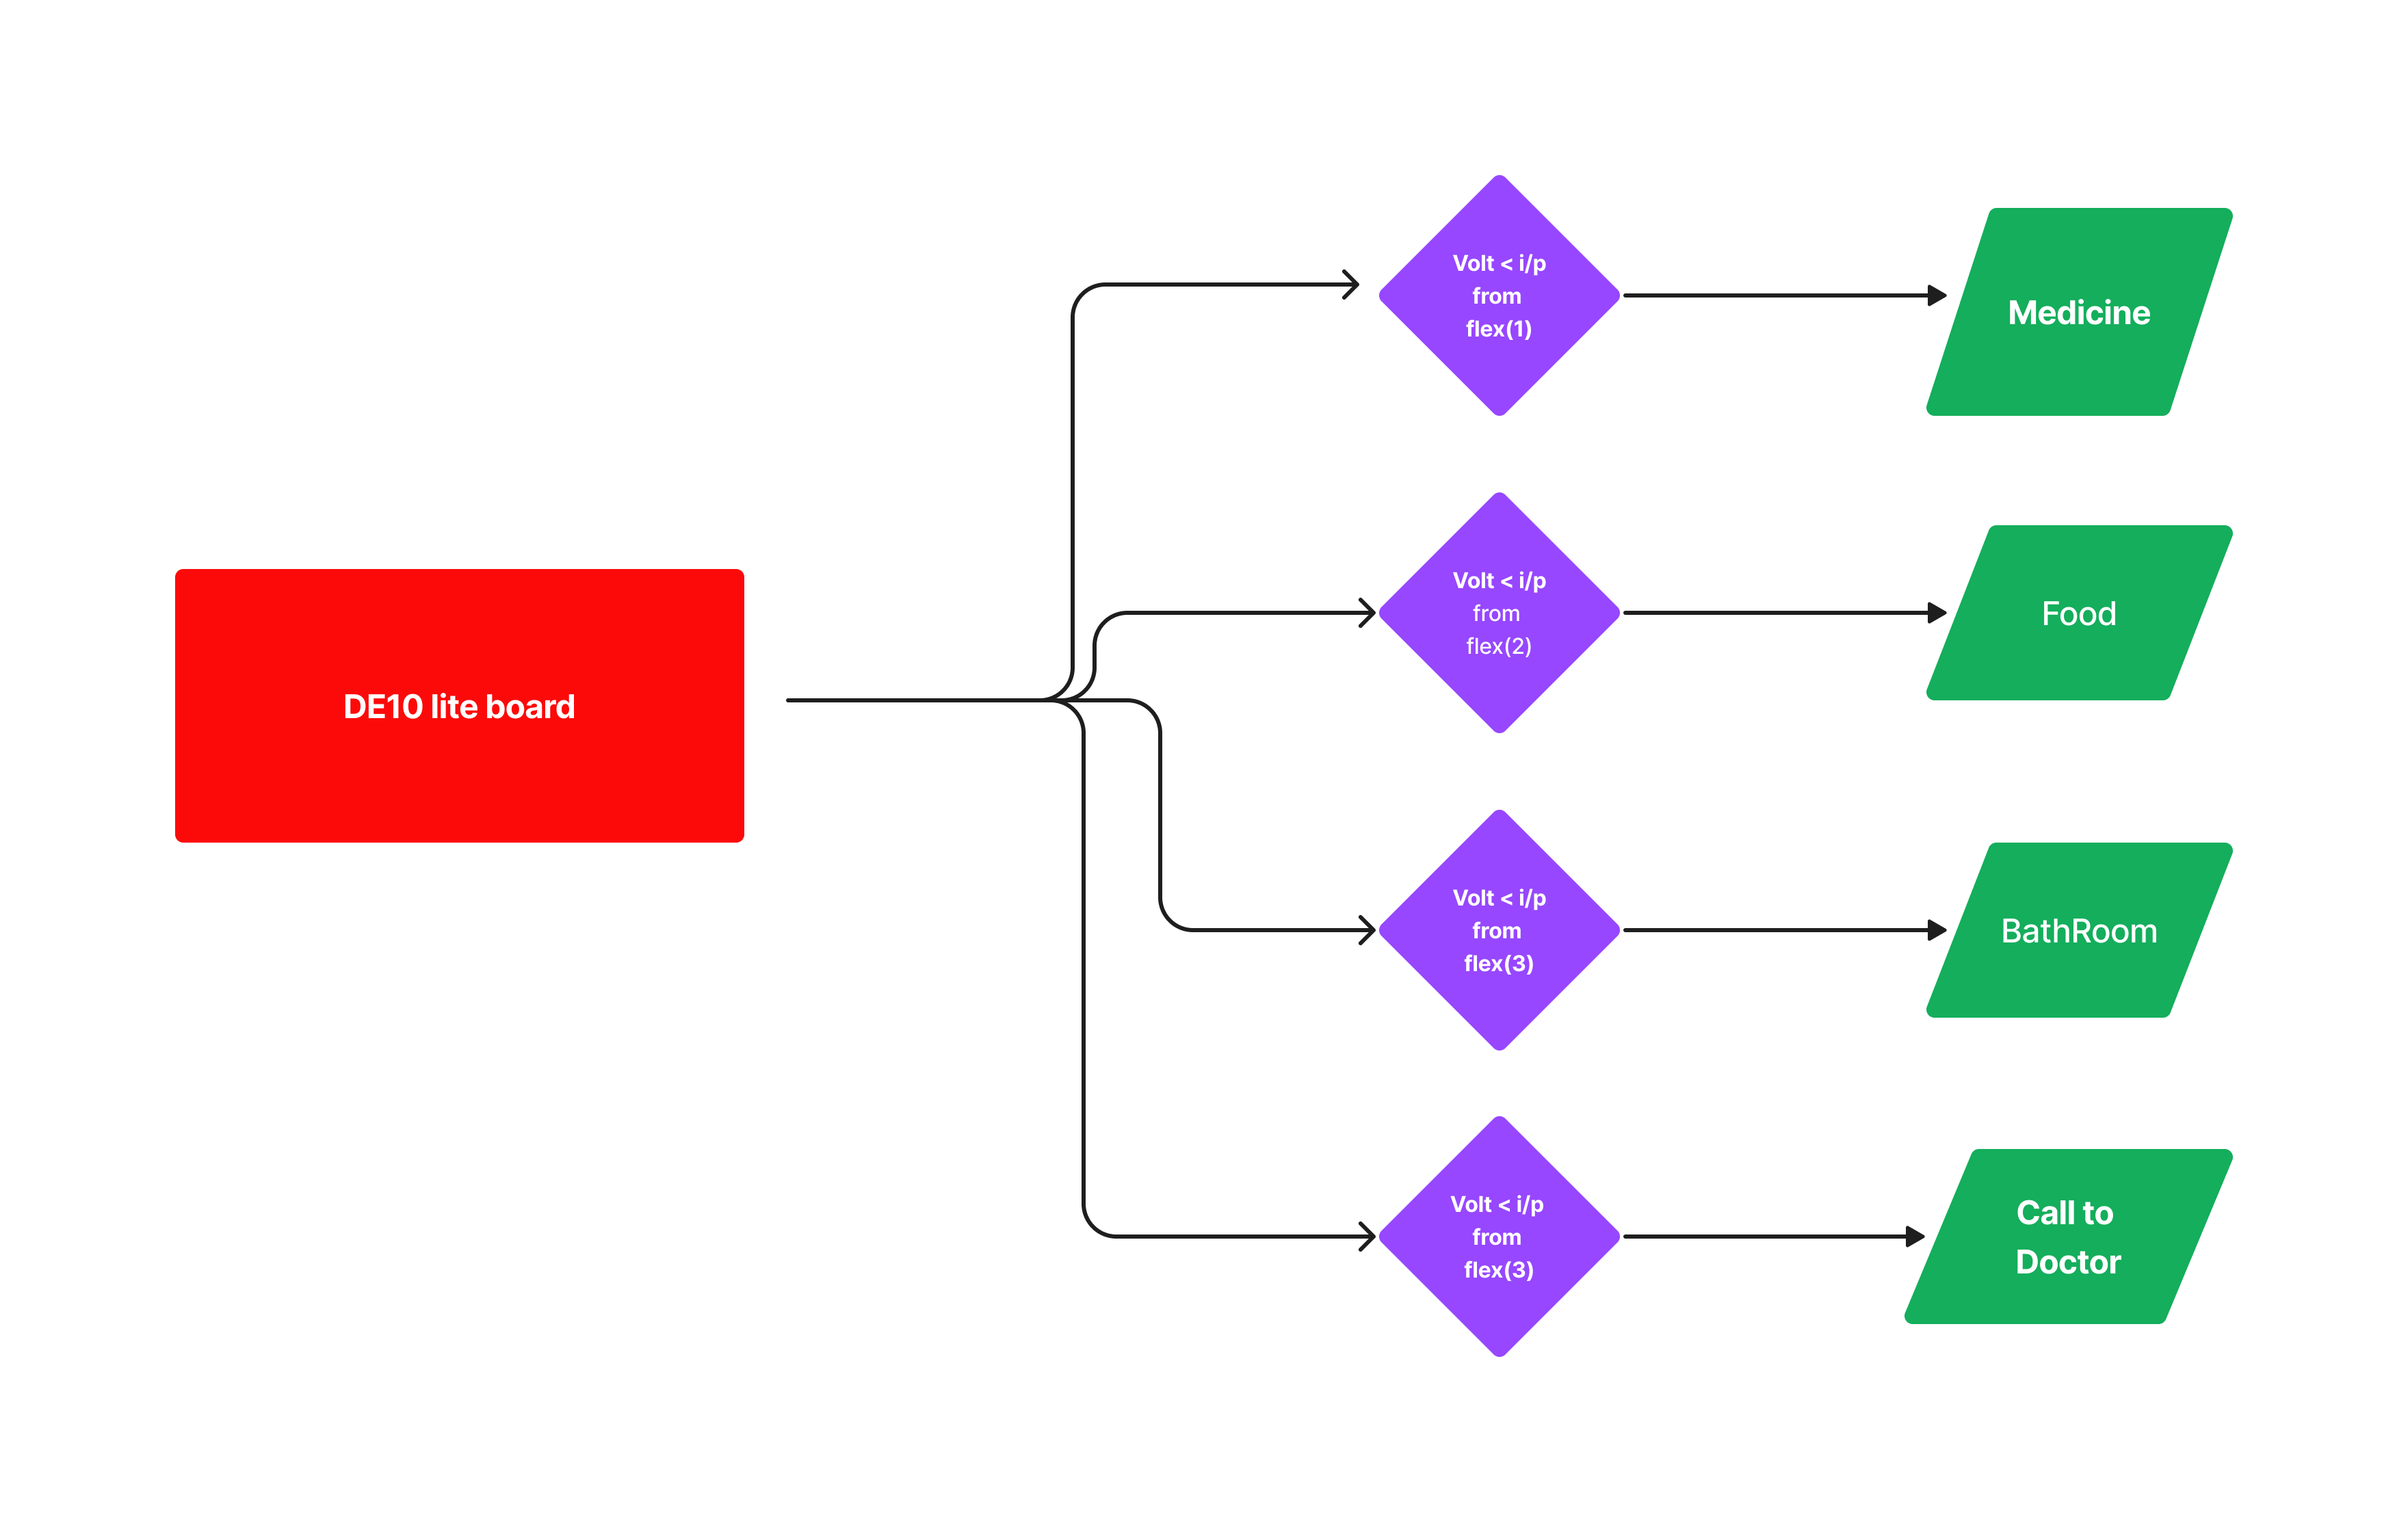 DE10 lite board
Volt < i/p
from
flex(1)
Medicine
Volt < i/p
from
flex(2)
Food
Volt < i/p
from
flex(3)
BathRoom
Volt < i/p
from
flex(3)
Call to
Doctor